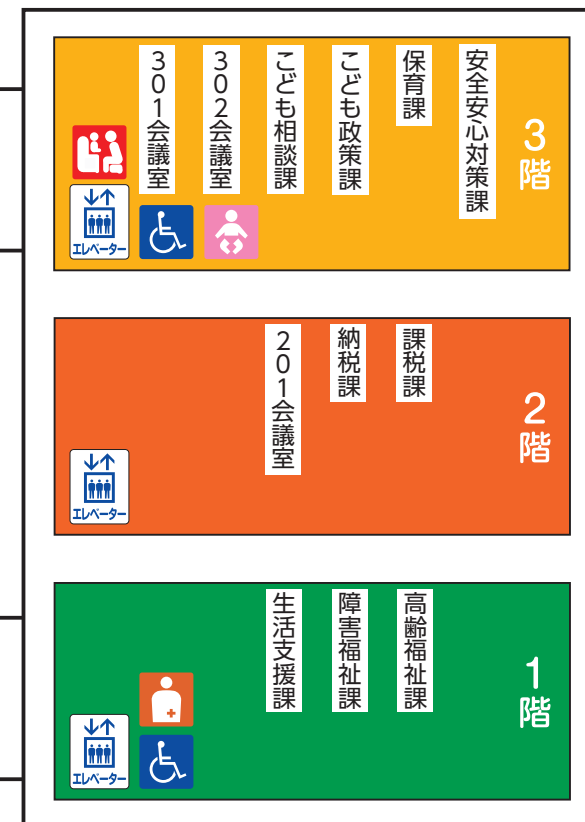 3階
安全安心対策課
保育課
こども政策課
こども相談課
302会議室
301会議室
エレベーター
2階
課税課
納税課
201会議室
エレベーター
1階
高齢福祉課
障害福祉課
生活支援課
エレベーター